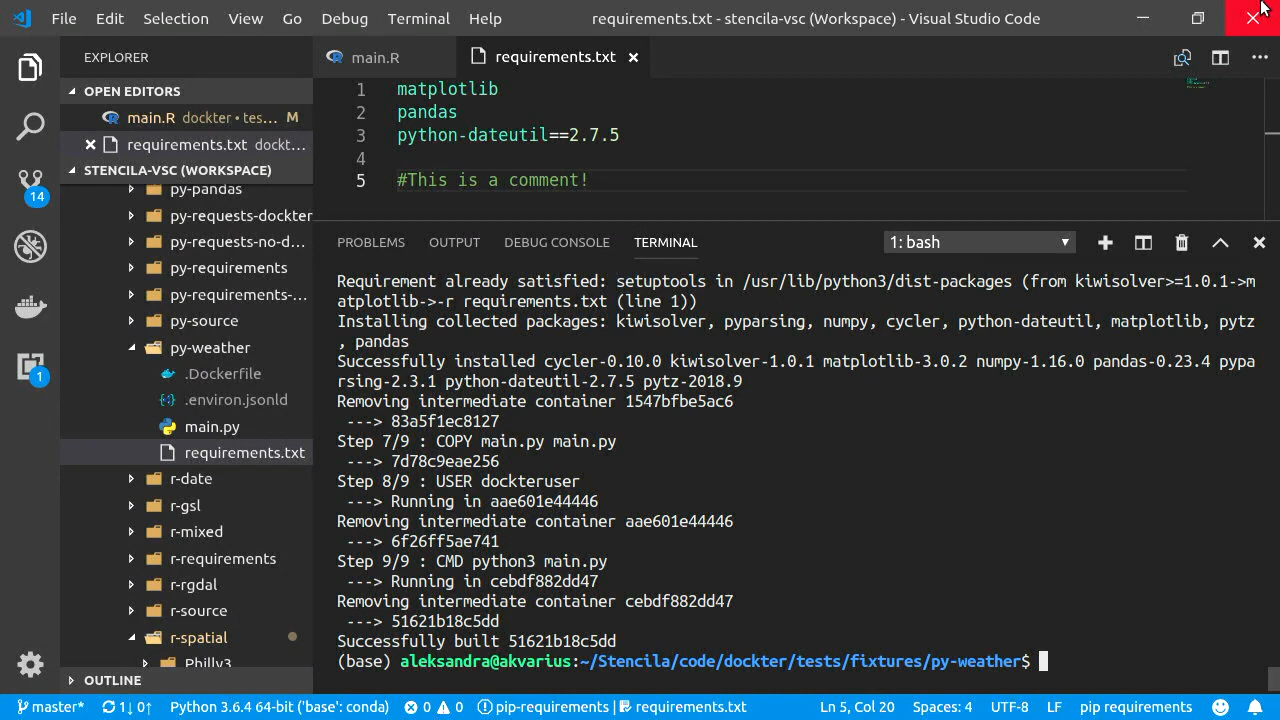 File Edit Selection View Go Debug Terminal Help requirements.txt - stencila-vsc (Workspace) - Visual Studio Code
EXPLORER
OPEN EDITORS
main.R dockter • tes... M
requirements.txt dockt...
STENCILA-VSC (WORKSPACE)
py-pandas
py-requests-dockter
py-requests-no-d...
py-requirements
py-requirements-...
py-source
py-weather
.Dockerfile
.environ.jsonld
main.py
requirements.txt
r-date
r-gsl
r-mixed
r-requirements
r-rgdal
r-source
r-spatial
Philly3
OUTLINE
14
1
main.R requirements.txt
1 matplotlib
2 pandas
3 python-dateutil==2.7.5
4
5 #This is a comment!
PROBLEMS OUTPUT DEBUG CONSOLE TERMINAL 1: bash
Requirement already satisfied: setuptools in /usr/lib/python3/dist-packages (from kiwisolver>=1.0.1->m
atplotlib->-r requirements.txt (line 1))
Installing collected packages: kiwisolver, pyparsing, numpy, cycler, python-dateutil, matplotlib, pytz
, pandas
Successfully installed cycler-0.10.0 kiwisolver-1.0.1 matplotlib-3.0.2 numpy-1.16.0 pandas-0.23.4 pypa
rsing-2.3.1 python-dateutil-2.7.5 pytz-2018.9
Removing intermediate container 1547bfbe5ac6
---> 83a5f1ec8127
Step 7/9 : COPY main.py main.py
---> 7d78c9eae256
Step 8/9 : USER dockteruser
---> Running in aae601e44446
Removing intermediate container aae601e44446
---> 6f26ff5ae741
Step 9/9 : CMD python3 main.py
---> Running in cebdf882dd47
Removing intermediate container cebdf882dd47
---> 51621b18c5dd
Successfully built 51621b18c5dd
(base) aleksandra@akvarius:~/Stencila/code/dockter/tests/fixtures/py-weather$
master* 1↓ 0↑ Python 3.6.4 64-bit ('base': conda) 0 0 pip-requirements | requirements.txt Ln 5, Col 20 Spaces: 4 UTF-8 LF pip requirements